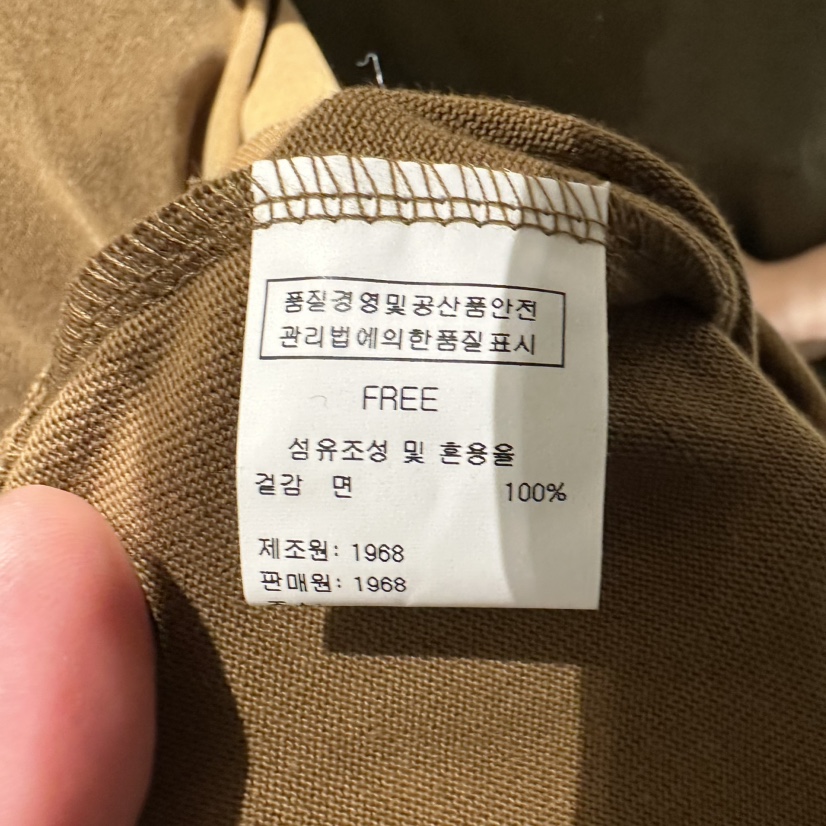 품질경영및공산품안전
관리법에의한품질표시
FREE
섬유조성 및 혼용율
겉감 면 100%
제조원: 1968
판매원: 1968